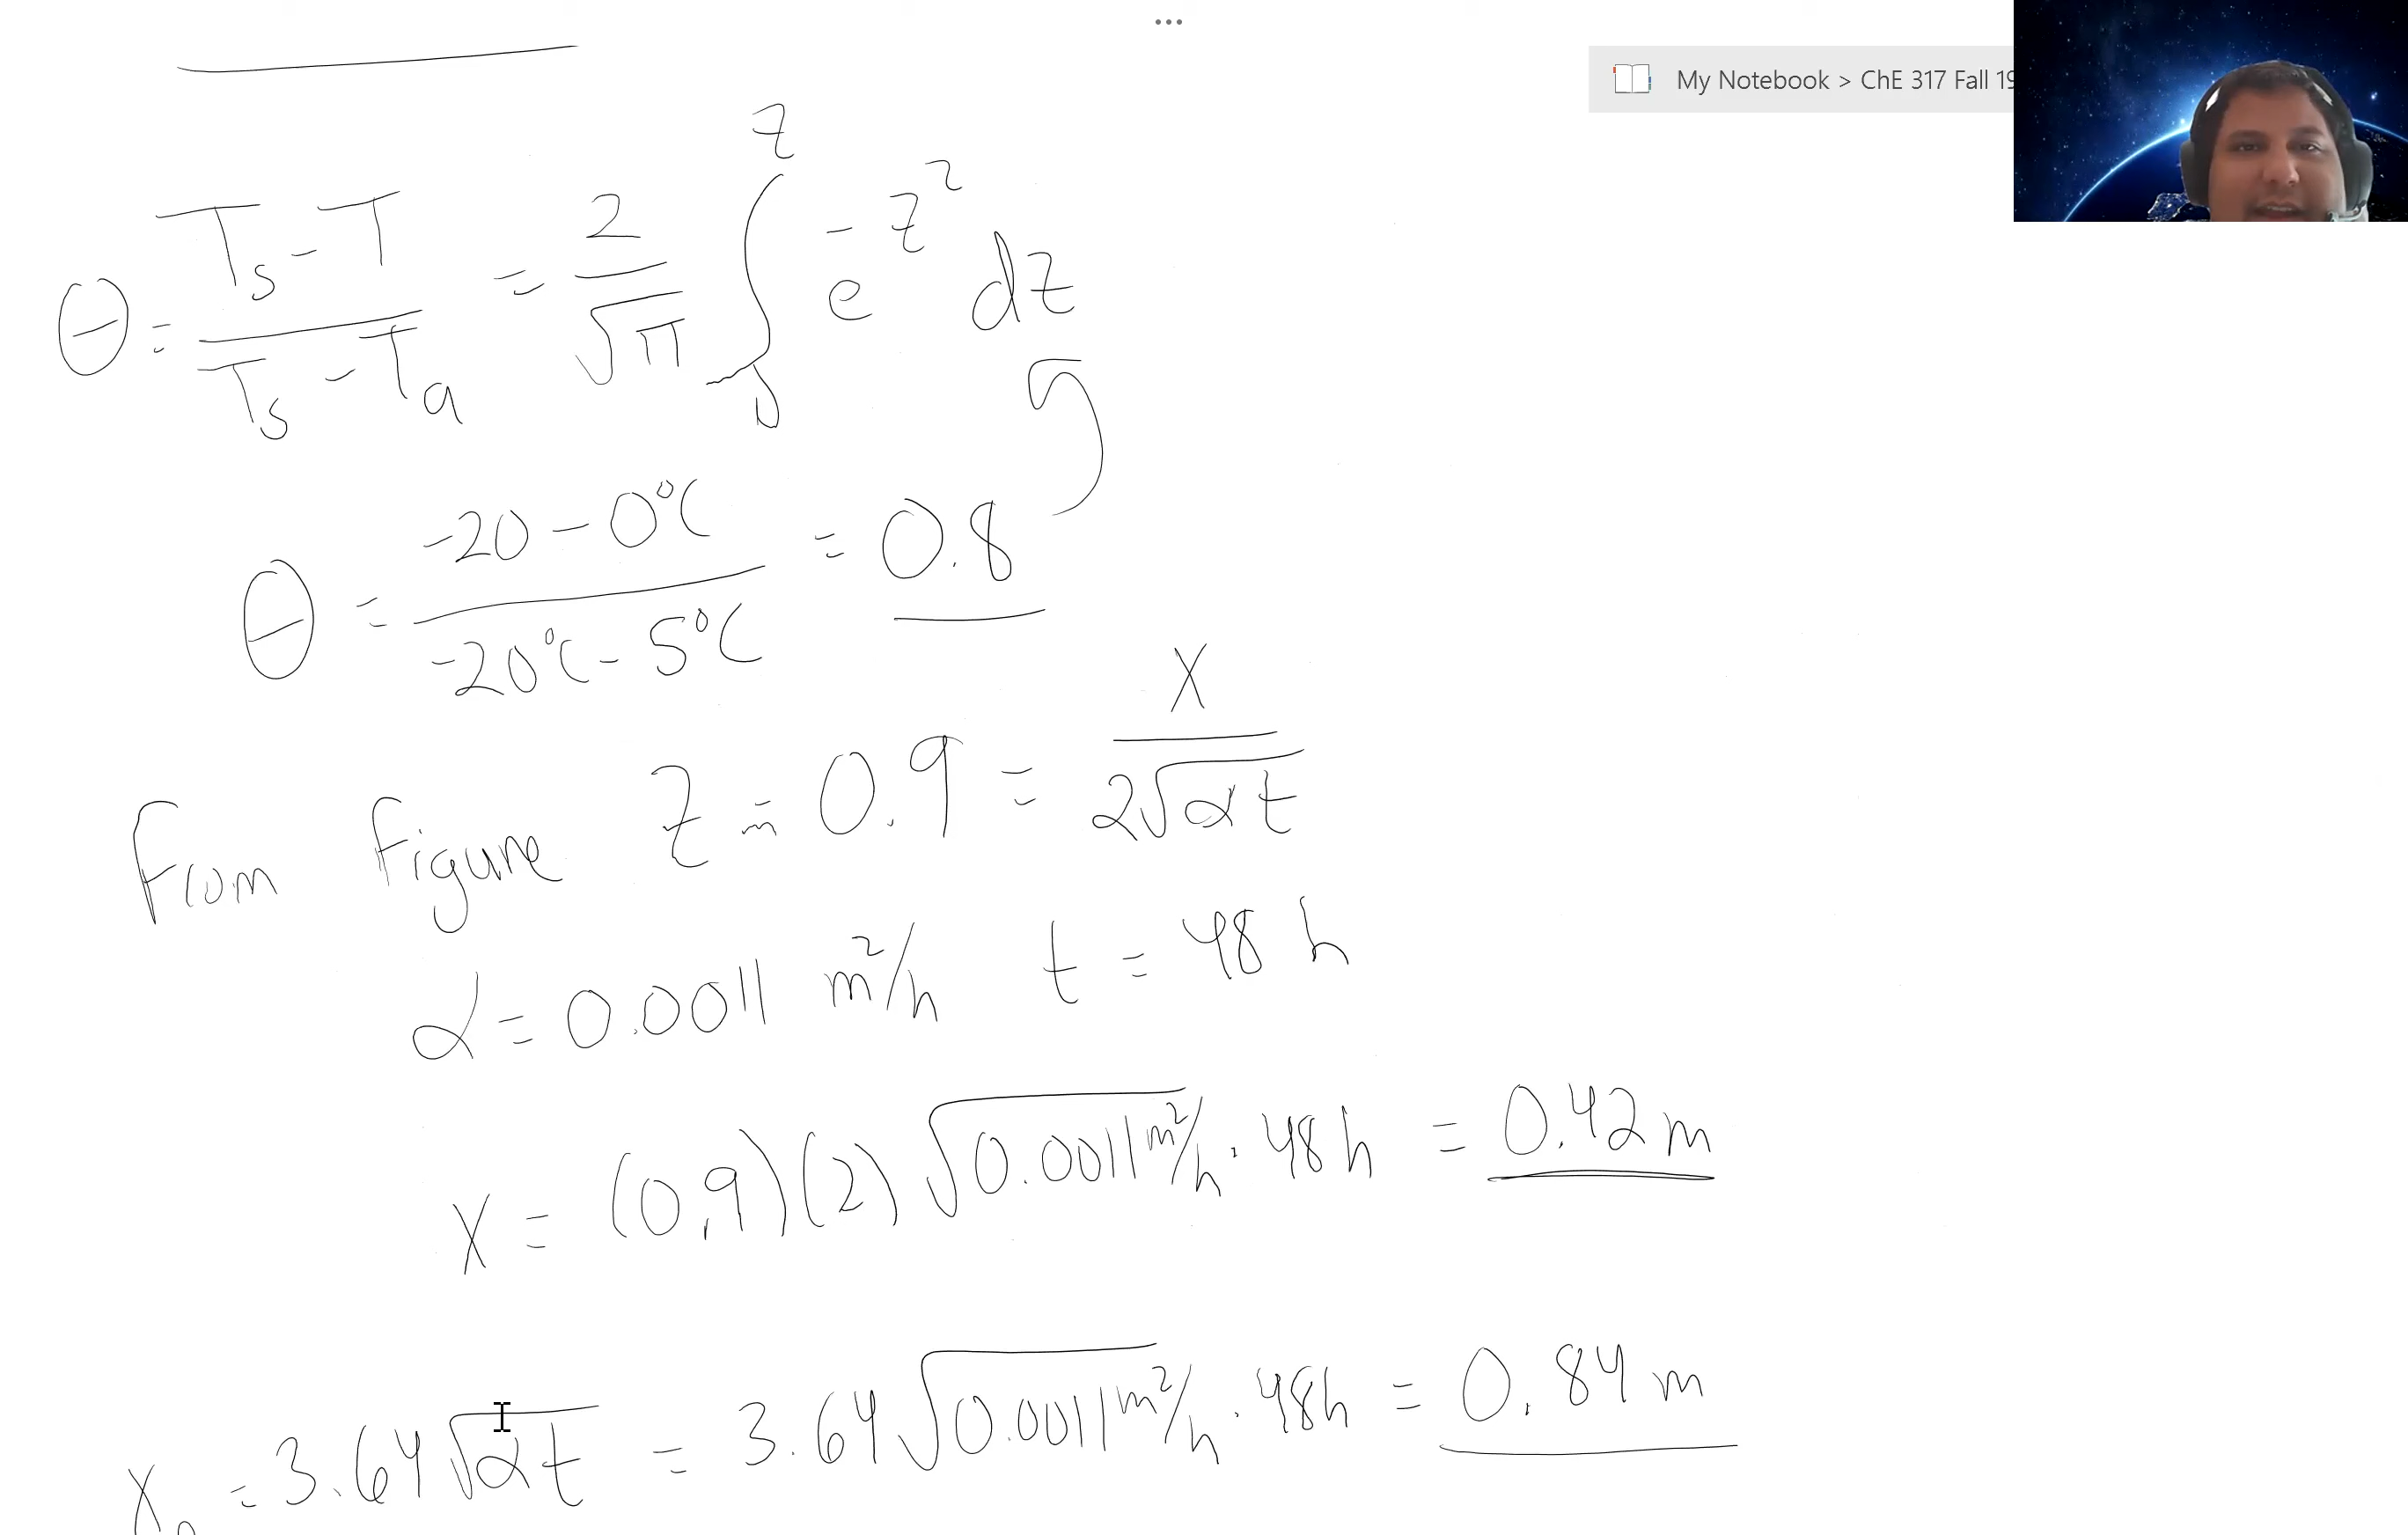 ...
My Notebook > ChE 317 Fall 19
θ = (Ts - T)/(Ts - Ta) = 2/√π ∫₀^z e^(-z²) dz
θ = (-20 - 0°C)/(-20°C - 5°C) = 0.8
From Figure z = 0.9 = x/(2√(αt))
α = 0.0011 m²/h t = 48 h
x = (0.9)(2)√(0.0011 m²/h · 48 h) = 0.42 m
x = 3.64 √(αt) = 3.64 √(0.0011 m²/h · 48h) = 0.84 m